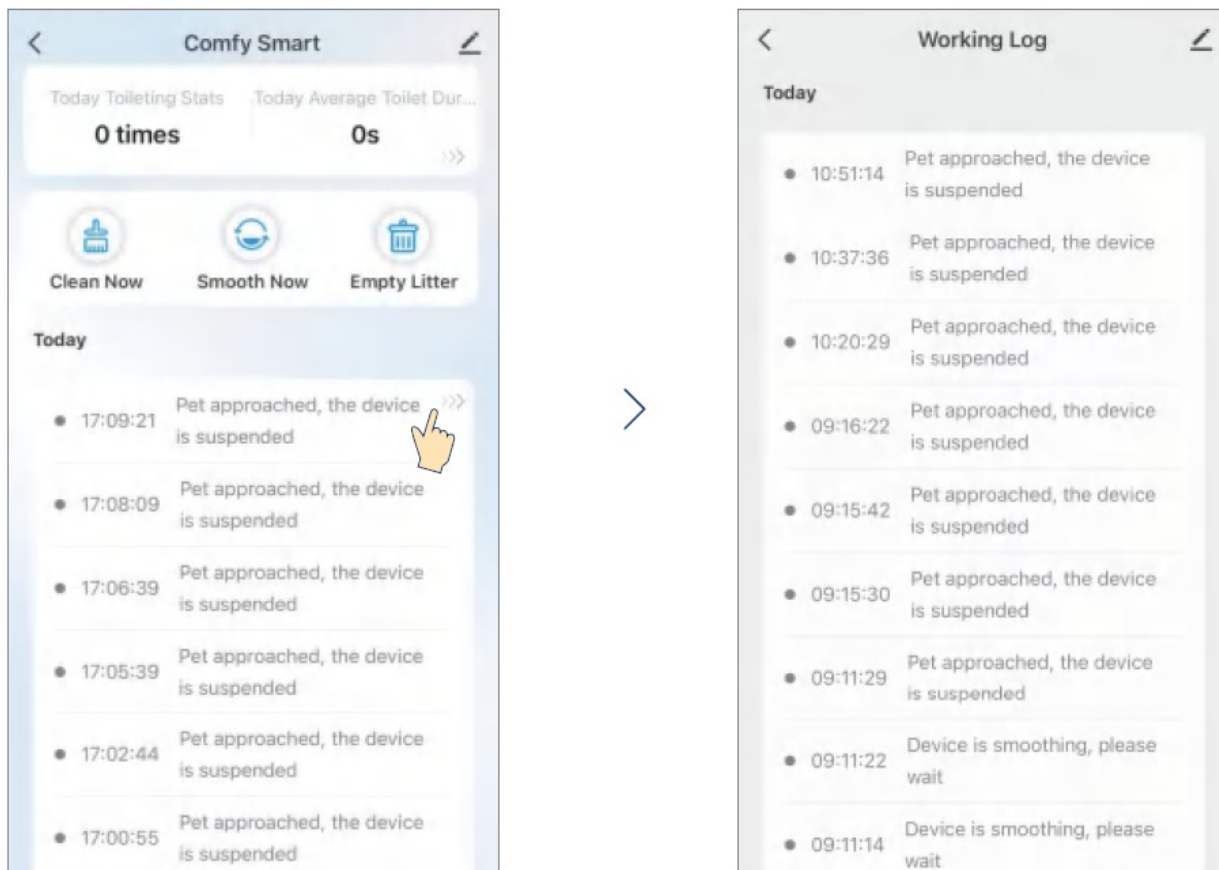 Comfy Smart
Today Toileting Stats
Today Average Toilet Dur...
0 times
0s
Clean Now
Smooth Now
Empty Litter
Today
17:09:21
Pet approached, the device
is suspended
17:08:09
Pet approached, the device
is suspended
17:06:39
Pet approached, the device
is suspended
17:05:39
Pet approached, the device
is suspended
17:02:44
Pet approached, the device
is suspended
17:00:55
Pet approached, the device
is suspended
Working Log
Today
10:51:14
Pet approached, the device
is suspended
10:37:36
Pet approached, the device
is suspended
10:20:29
Pet approached, the device
is suspended
09:16:22
Pet approached, the device
is suspended
09:15:42
Pet approached, the device
is suspended
09:15:30
Pet approached, the device
is suspended
09:11:29
Pet approached, the device
is suspended
09:11:22
Device is smoothing, please
wait
09:11:14
Device is smoothing, please
wait